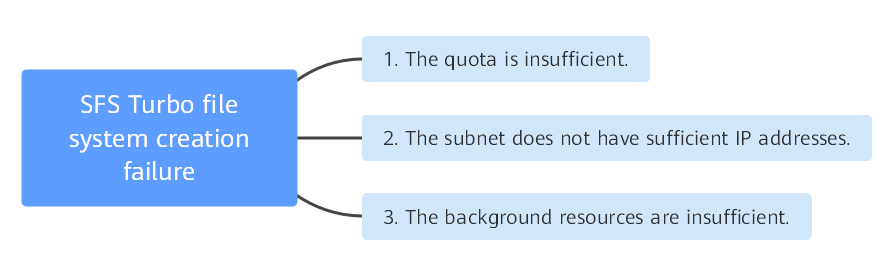 SFS Turbo file
system creation
failure
1. The quota is insufficient.
2. The subnet does not have sufficient IP addresses.
3. The background resources are insufficient.